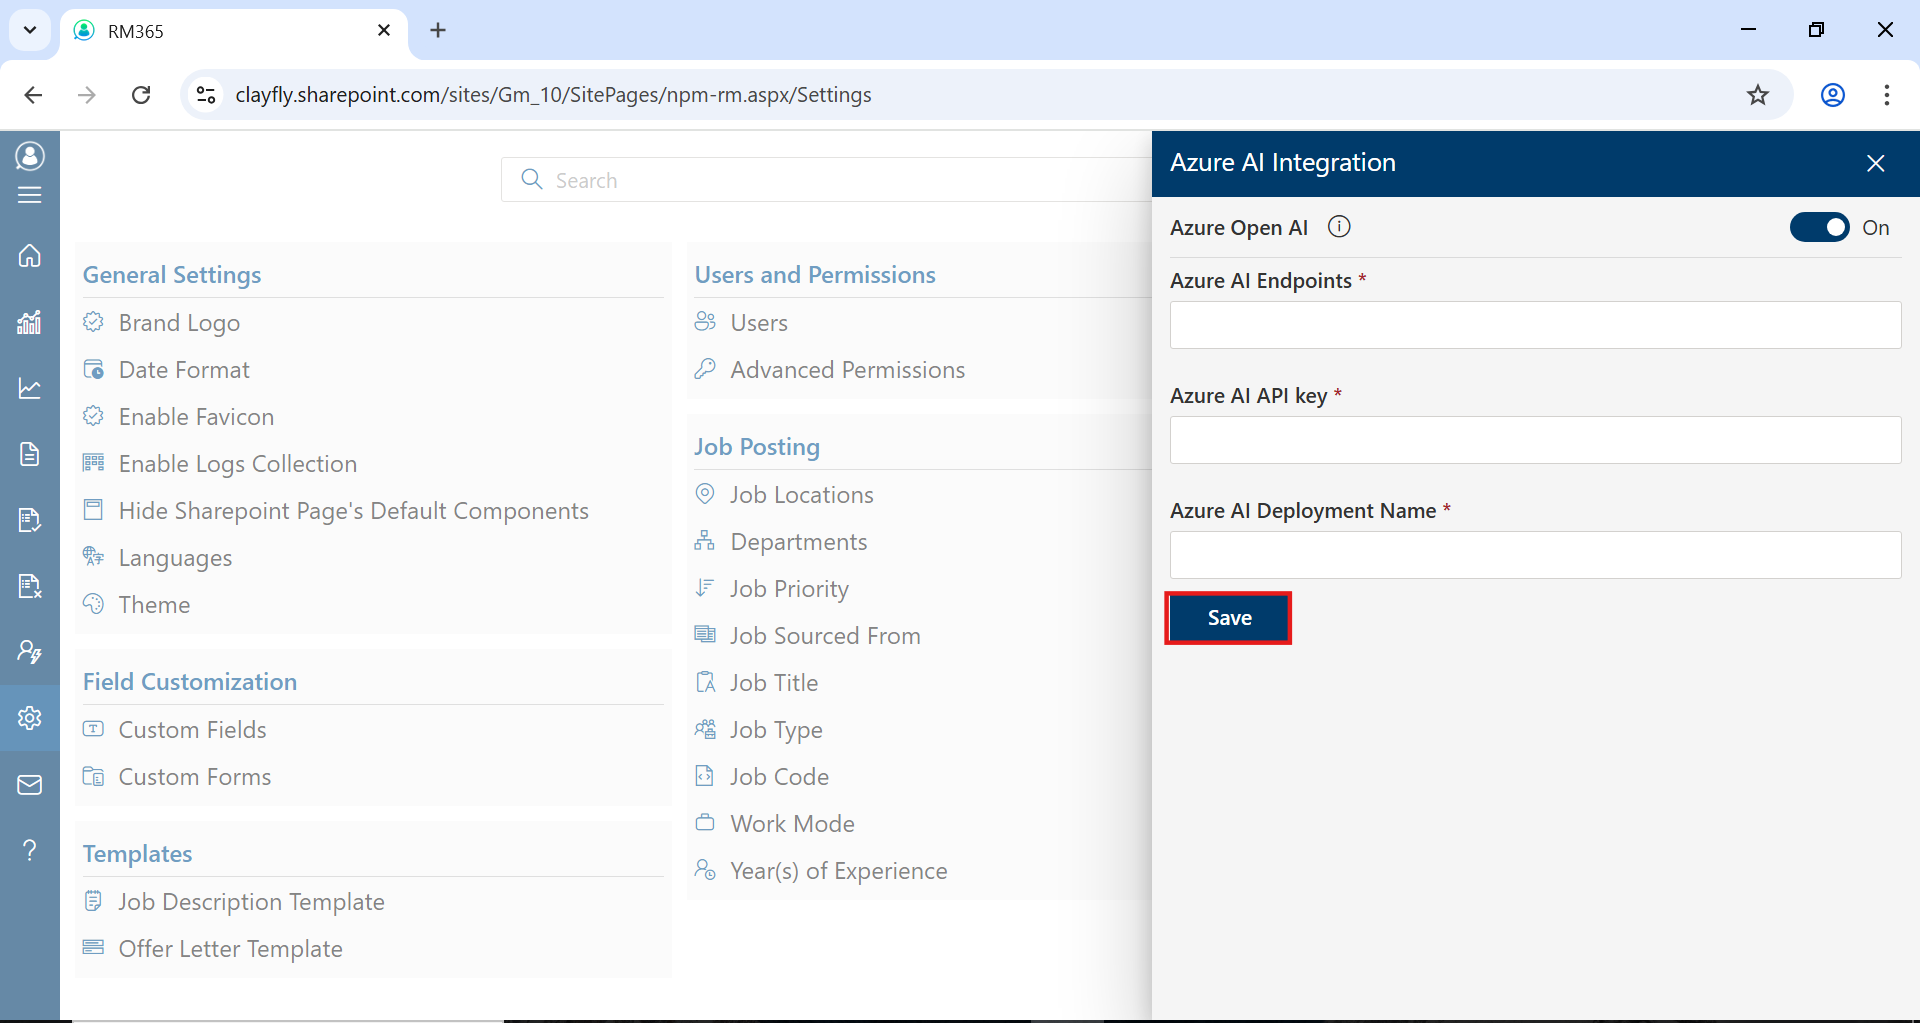 RM365
clayfly.sharepoint.com/sites/Gm_10/SitePages/npm-rm.aspx/Settings
Search
General Settings
Brand Logo
Date Format
Enable Favicon
Enable Logs Collection
Hide Sharepoint Page's Default Components
Languages
Theme
Field Customization
Custom Fields
Custom Forms
Templates
Job Description Template
Offer Letter Template
Users and Permissions
Users
Advanced Permissions
Job Posting
Job Locations
Departments
Job Priority
Job Sourced From
Job Title
Job Type
Job Code
Work Mode
Year(s) of Experience
Azure AI Integration
Azure Open AI On
Azure AI Endpoints *
Azure AI API key *
Azure AI Deployment Name *
Save